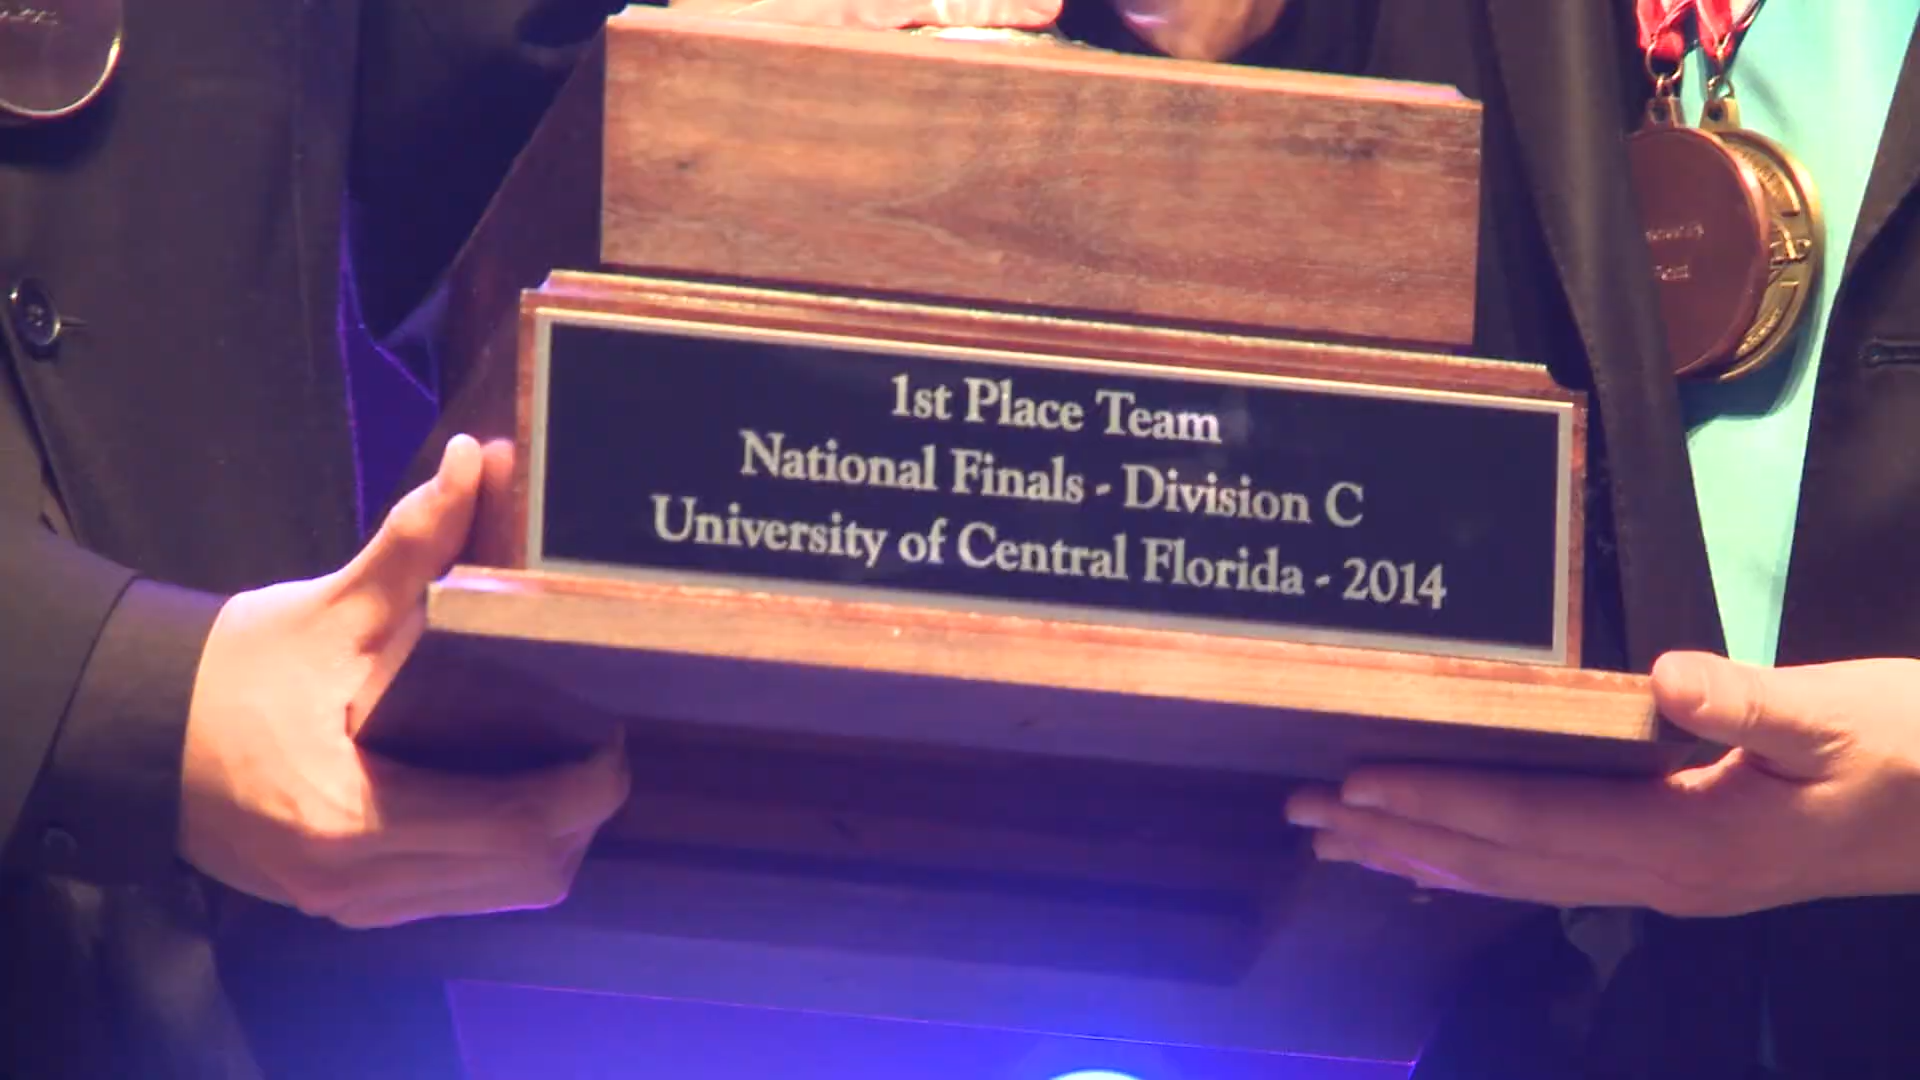 1st Place Team
National Finals - Division C
University of Central Florida - 2014